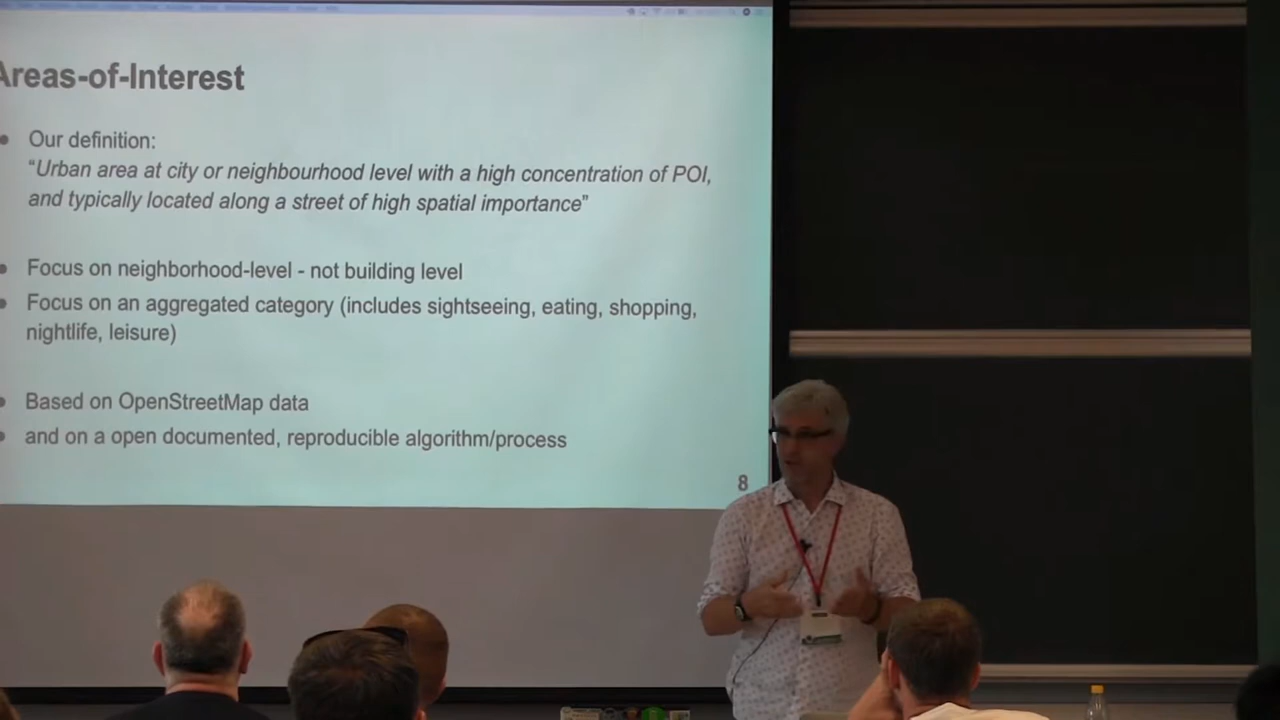 Areas-of-Interest
Our definition:
“Urban area at city or neighbourhood level with a high concentration of POI,
and typically located along a street of high spatial importance”
Focus on neighborhood-level - not building level
Focus on an aggregated category (includes sightseeing, eating, shopping,
nightlife, leisure)
Based on OpenStreetMap data
and on a open documented, reproducible algorithm/process
8